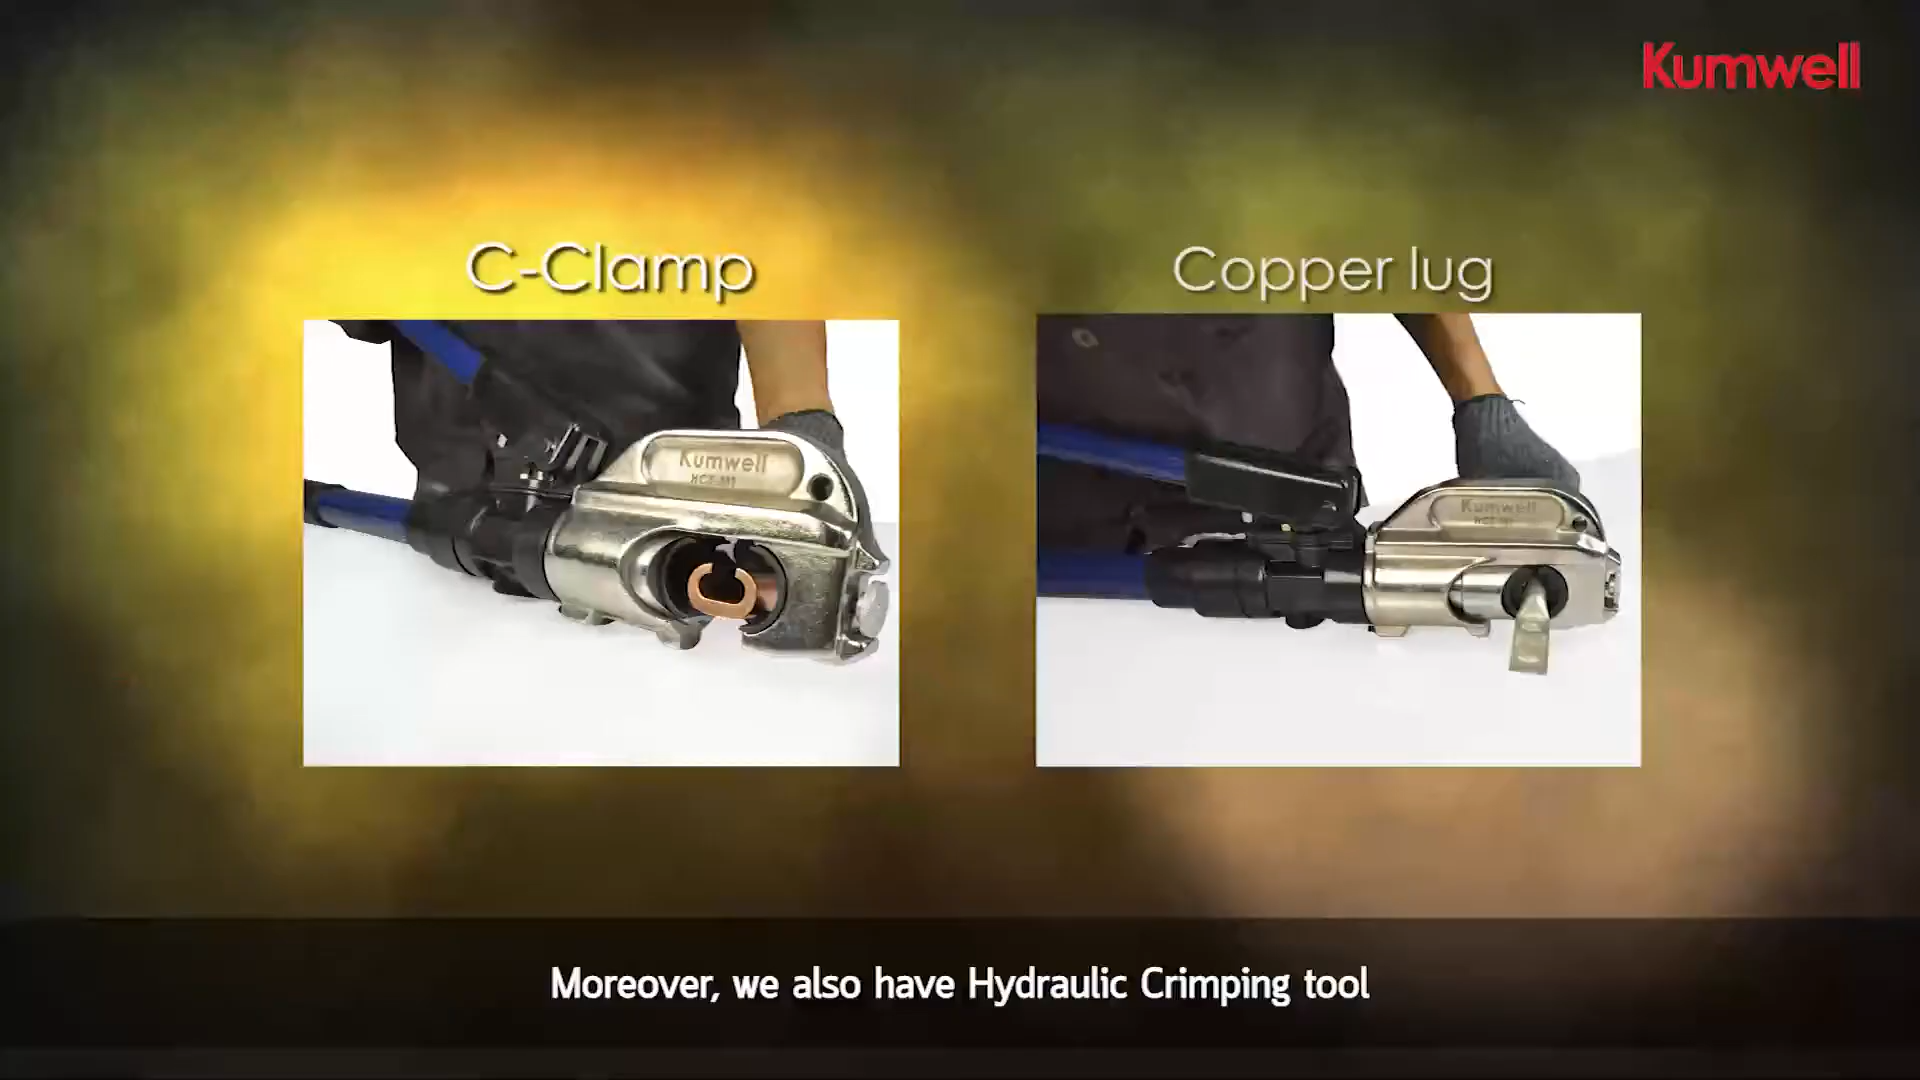 Kumwell
C-Clamp
Copper lug
Kumwell
Kumwell
Moreover, we also have Hydraulic Crimping tool